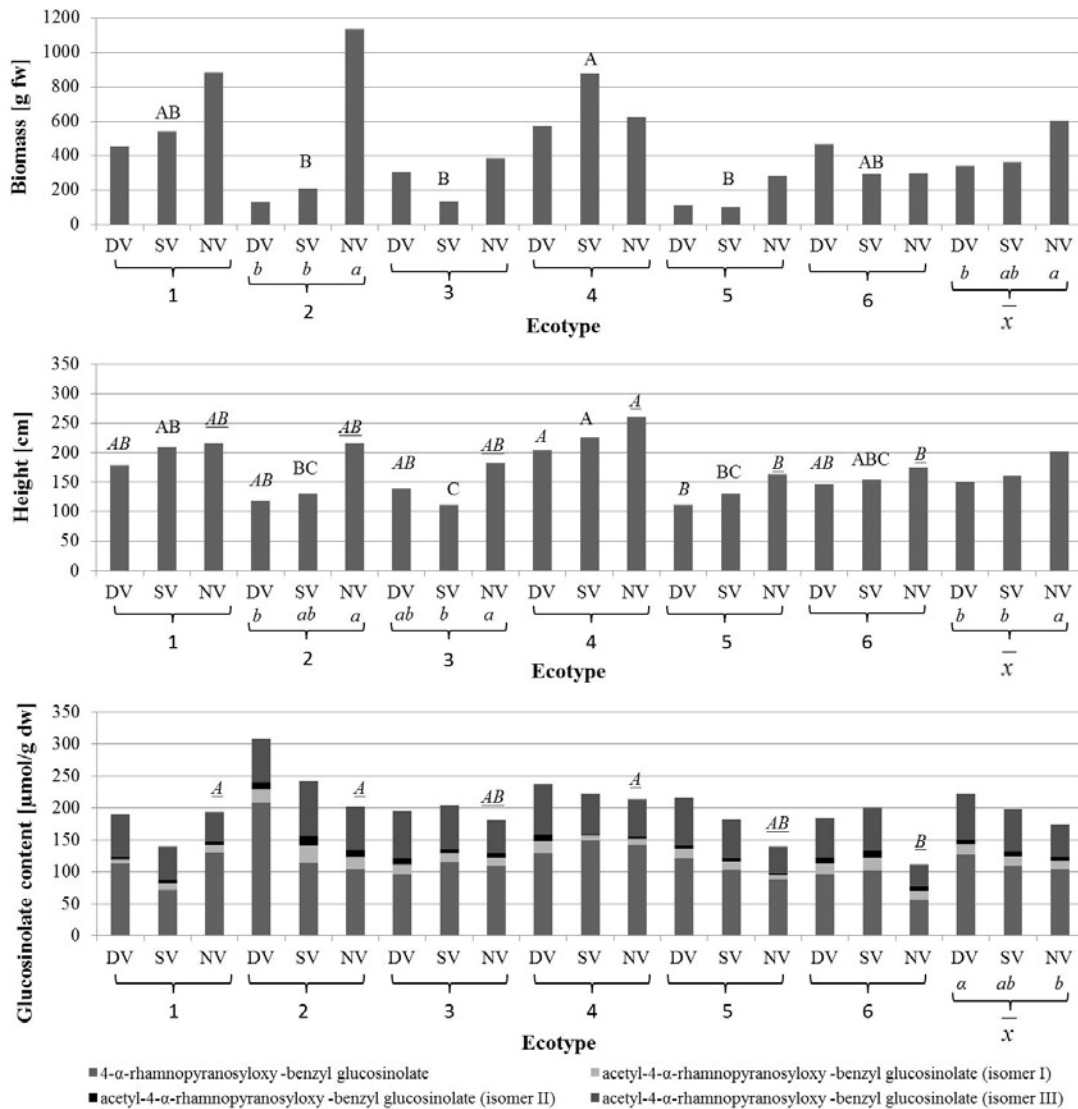 1200
1000
800
600
400
200
0
Biomass [g fw]
AB
B
B
A
B
AB
DV SV NV DV SV NV DV SV NV DV SV NV DV SV NV DV SV NV DV SV NV
b b a b ab a
1 2 3 4 5 6 x̅
Ecotype
350
300
250
200
150
100
50
0
Height [cm]
AB AB AB
AB BC AB
AB C AB
A A A
B BC B
AB ABC B
DV SV NV DV SV NV DV SV NV DV SV NV DV SV NV DV SV NV DV SV NV
b ab a ab b a b b a
1 2 3 4 5 6 x̅
Ecotype
350
300
250
200
150
100
50
0
Glucosinolate content [µmol/g dw]
A
A
AB
A
AB
B
DV SV NV DV SV NV DV SV NV DV SV NV DV SV NV DV SV NV DV SV NV
a ab b
1 2 3 4 5 6 x̅
Ecotype
4-α-rhamnopyranosyloxy -benzyl glucosinolate
acetyl-4-α-rhamnopyranosyloxy -benzyl glucosinolate (isomer I)
acetyl-4-α-rhamnopyranosyloxy -benzyl glucosinolate (isomer II)
acetyl-4-α-rhamnopyranosyloxy -benzyl glucosinolate (isomer III)